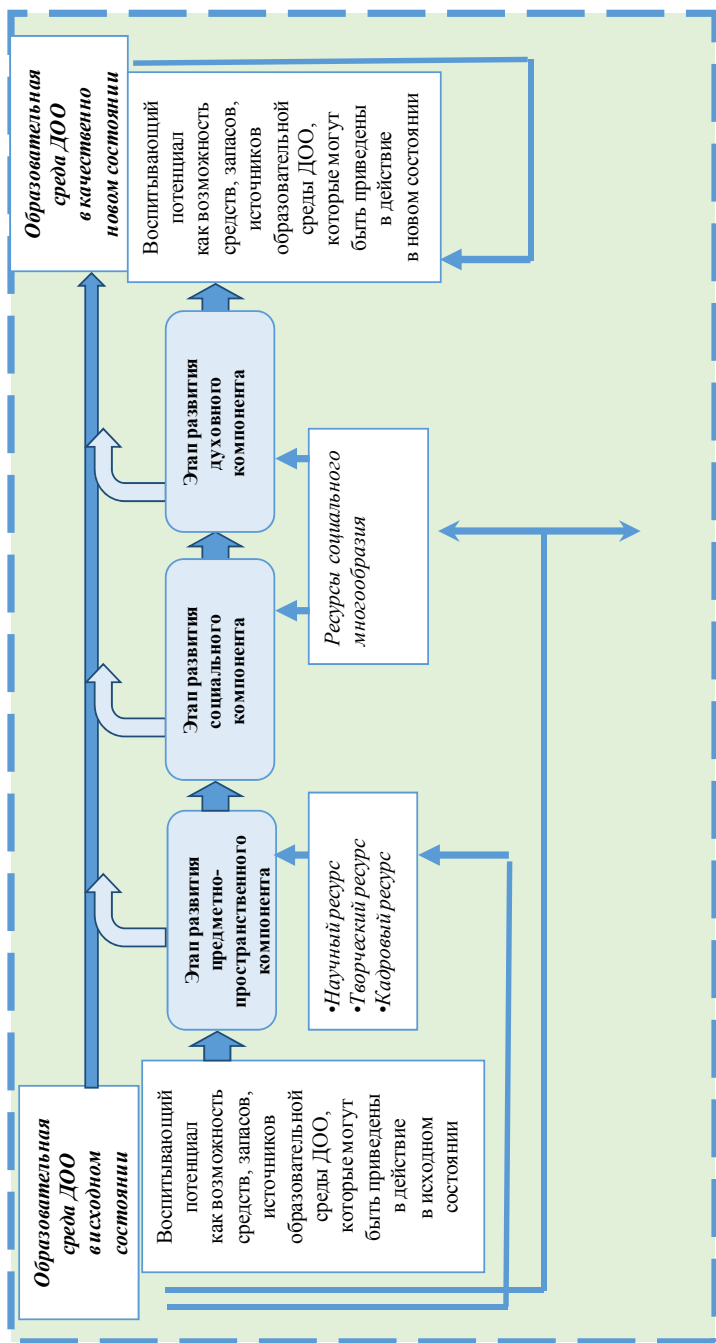 Образовательная
среда ДОО
в исходном
состоянии
Воспитывающий
потенциал
как возможность
средств, запасов,
источников
образовательной
среды ДОО,
которые могут
быть приведены
в действие
в исходном
состоянии
Этап развития
предметно-
пространственного
компонента
•Научный ресурс
•Творческий ресурс
•Кадровый ресурс
Этап развития
социального
компонента
Этап развития
духовного
компонента
Ресурсы социального
многообразия
Образовательная
среда ДОО
в качественно
новом состоянии
Воспитывающий
потенциал
как возможность
средств, запасов,
источников
образовательной
среды ДОО,
которые могут
быть приведены
в действие
в новом состоянии